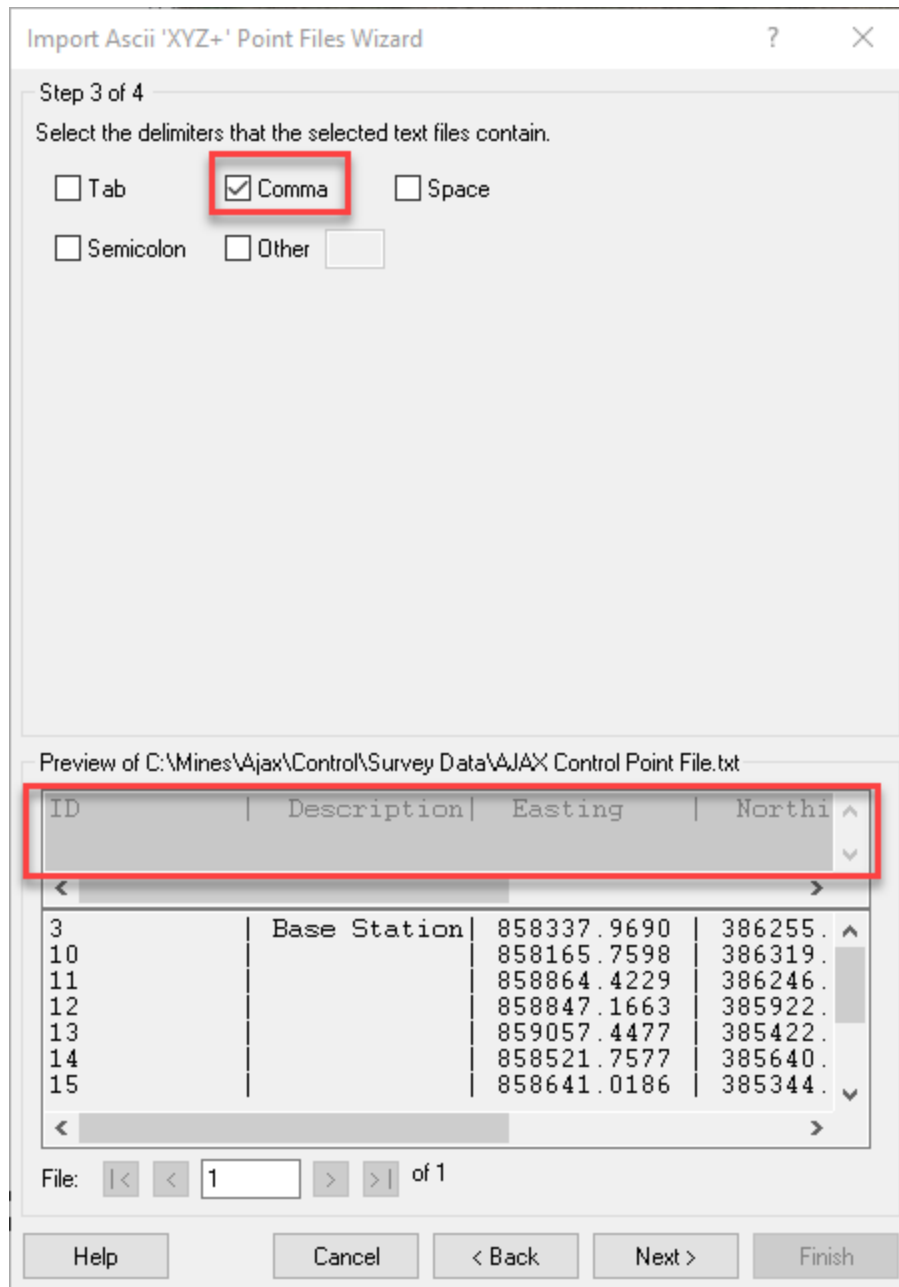 Import Ascii 'XYZ+' Point Files Wizard ? ×
Step 3 of 4
Select the delimiters that the selected text files contain.
Tab Comma Space
Semicolon Other
Preview of C:\Mines\Ajax\Control\Survey Data\AJAX Control Point File.txt
ID | Description| Easting | Northi
3 | Base Station| 858337.9690 | 386255.
10 | | 858165.7598 | 386319.
11 | | 858864.4229 | 386246.
12 | | 858847.1663 | 385922.
13 | | 859057.4477 | 385422.
14 | | 858521.7577 | 385640.
15 | | 858641.0186 | 385344.
File: |< < 1 > >| of 1
Help Cancel < Back Next > Finish